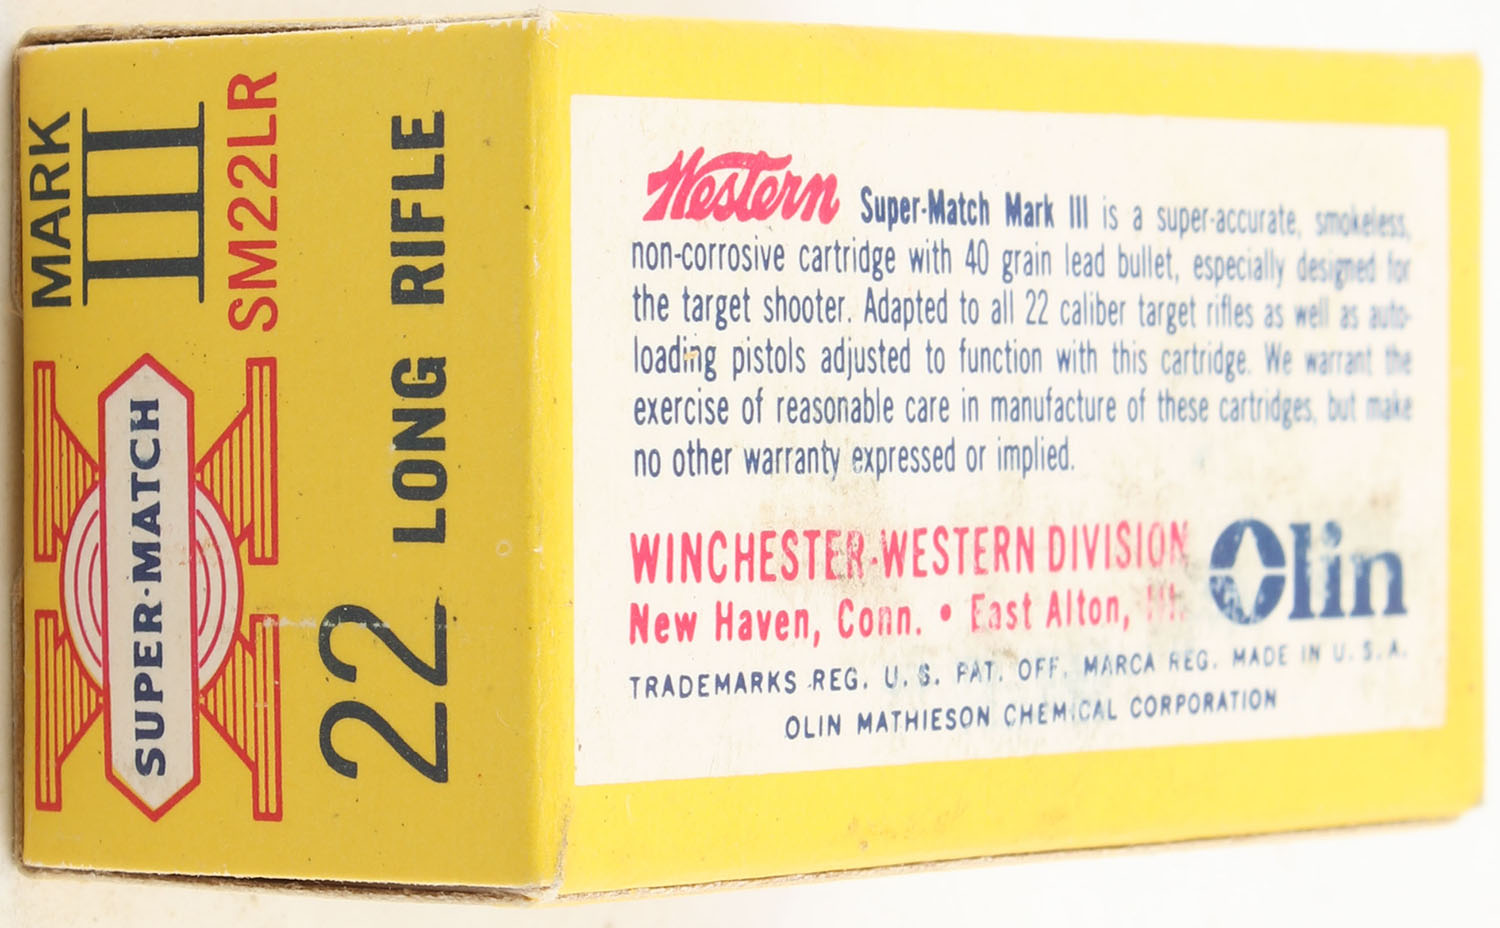 MARK
III
SM22LR
SUPER-MATCH
22 LONG RIFLE
Western Super-Match Mark III is a super-accurate, smokeless,
non-corrosive cartridge with 40 grain lead bullet, especially designed for
the target shooter. Adapted to all 22 caliber target rifles as well as auto-
loading pistols adjusted to function with this cartridge. We warrant the
exercise of reasonable care in manufacture of these cartridges, but make
no other warranty expressed or implied.
WINCHESTER-WESTERN DIVISION
New Haven, Conn. • East Alton, Ill.
Olin
TRADEMARKS REG. U. S. PAT. OFF. MARCA REG. MADE IN U. S. A.
OLIN MATHIESON CHEMICAL CORPORATION